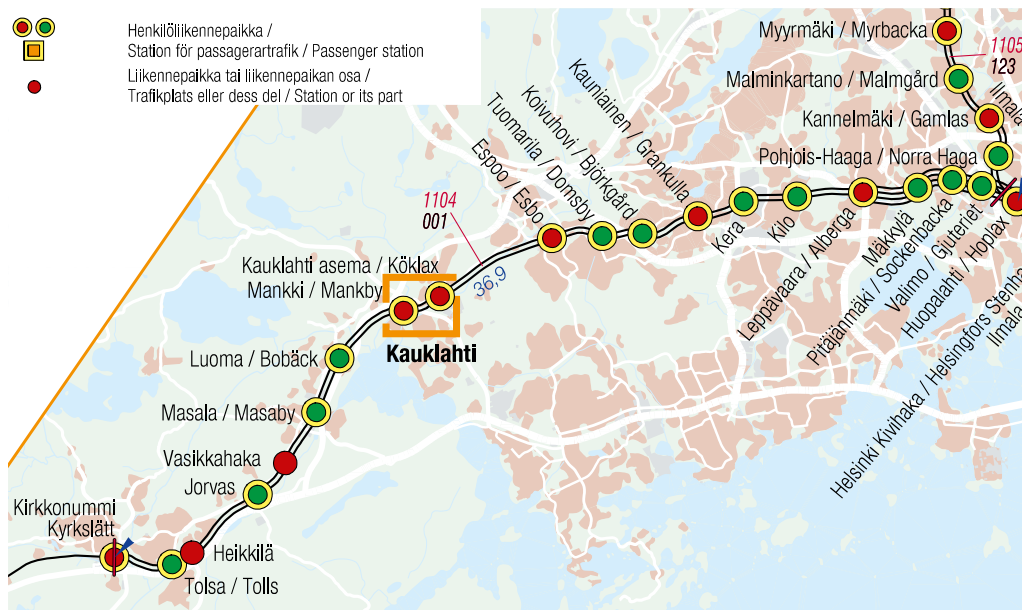 Henkilöliikennepaikka /
Station för passagerartrafik / Passenger station
Liikennepaikka tai liikennepaikan osa /
Trafikplats eller dess del / Station or its part
Myyrmäki / Myrbacka
1105
123
Malminkartano / Malmgård
Kannelmäki / Gamlas
Pohjois-Haaga / Norra Haga
Kauniainen / Grankulla
Koivuhovi / Björkgård
Tuomarila / Domsby
Espoo / Esbo
1104
001
36,9
Kera
Kilo
Leppävaara / Alberga
Mäkkylä
Pitäjänmäki / Sockenbacka
Valimo / Gjuteriet
Huopalahti / Hoplax
Helsinki Kivihaka / Helsingfors Stenh
Ilmala
Ilmala
Kauklahti asema / Köklax
Mankki / Mankby
Kauklahti
Luoma / Bobäck
Masala / Masaby
Vasikkahaka
Jorvas
Kirkkonummi
Kyrkslätt
Heikkilä
Tolsa / Tolls